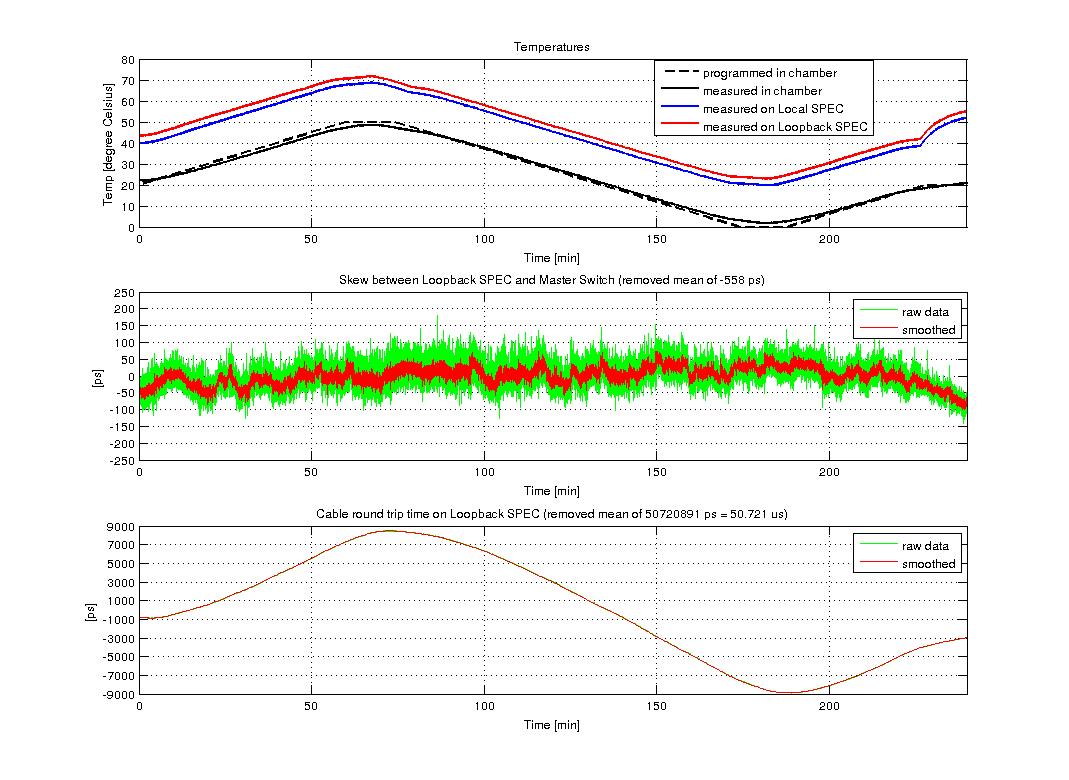 Temperatures
80
70
60
50
40
30
20
10
0
Temp [degree Celsius]
programmed in chamber
measured in chamber
measured on Local SPEC
measured on Loopback SPEC
0 50 100 150 200
Time [min]
Skew between Loopback SPEC and Master Switch (removed mean of -558 ps)
250
200
150
100
50
0
-50
-100
-150
-200
-250
[ps]
raw data
smoothed
0 50 100 150 200
Time [min]
Cable round trip time on Loopback SPEC (removed mean of 50720891 ps = 50.721 us)
9000
7000
5000
3000
1000
-1000
-3000
-5000
-7000
-9000
[ps]
raw data
smoothed
0 50 100 150 200
Time [min]